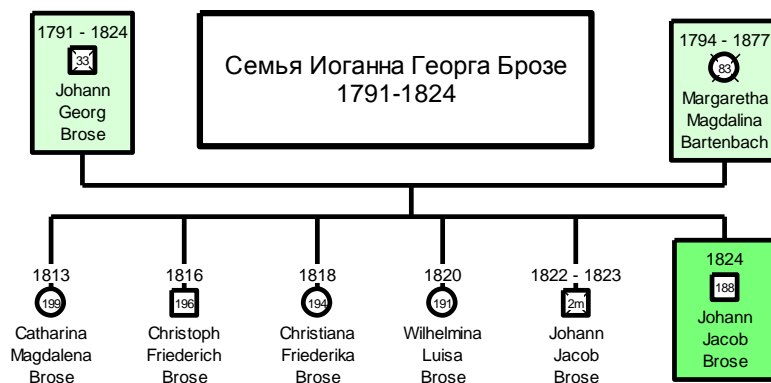 1791 - 1824
33
Johann
Georg
Brose
Семья Иоганна Георга Брозе
1791-1824
1794 - 1877
83
Margaretha
Magdalina
Bartenbach
1813
199
Catharina
Magdalena
Brose
1816
196
Christoph
Friederich
Brose
1818
194
Christiana
Friederika
Brose
1820
191
Wilhelmina
Luisa
Brose
1822 - 1823
2m
Johann
Jacob
Brose
1824
188
Johann
Jacob
Brose